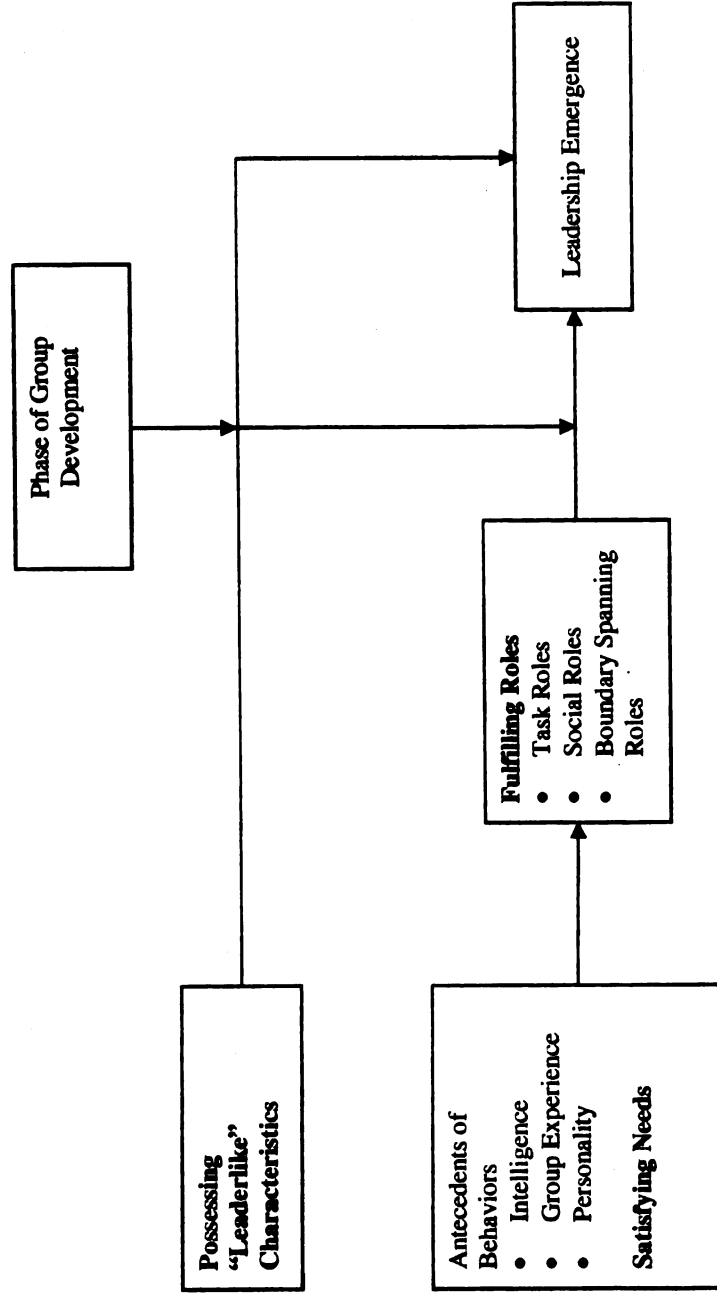 Phase of Group
Development
Possessing
“Leaderlike”
Characteristics
Antecedents of
Behaviors
• Intelligence
• Group Experience
• Personality
Satisfying Needs
Fulfilling Roles
• Task Roles
• Social Roles
• Boundary Spanning
Roles
Leadership Emergence